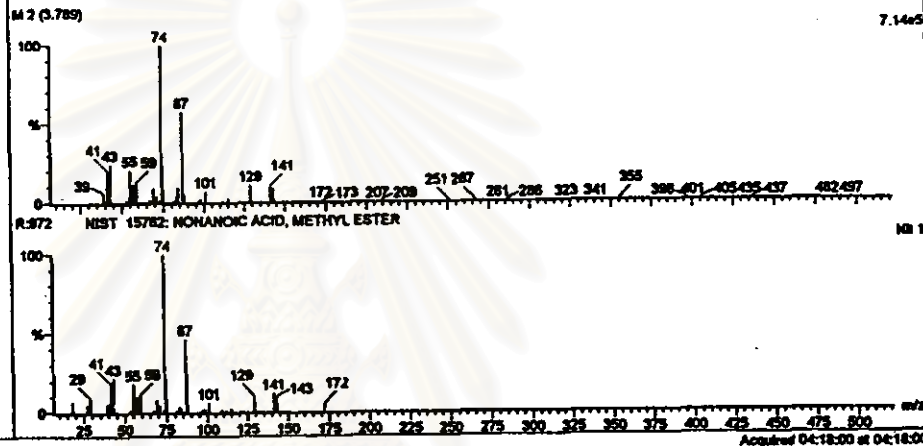 M 2 (3.789) 7.14e5
100
74
87
%
41 43 55 59
39
101
129
141
172 173 207 209 251 267 281 286 323 341 355 398 401 405 435 437 482 497
0
R:972 NIST 15782: NONANOIC ACID, METHYL ESTER Hit 1
100
74
87
%
29 41 43 55 59
101
129 141 143 172
0
m/z
25 50 75 100 125 150 175 200 225 250 275 300 325 350 375 400 425 450 475 500
Acquired 04:18:00 at 04:18: